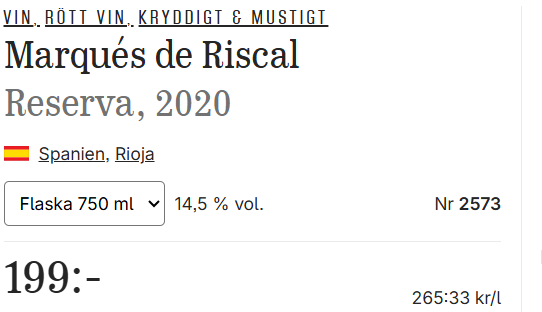 VIN, RÖTT VIN, KRYDDIGT & MUSTIGT
Marqués de Riscal
Reserva, 2020
Spanien, Rioja
Flaska 750 ml 14,5 % vol. Nr 2573
199:-
265:33 kr/l